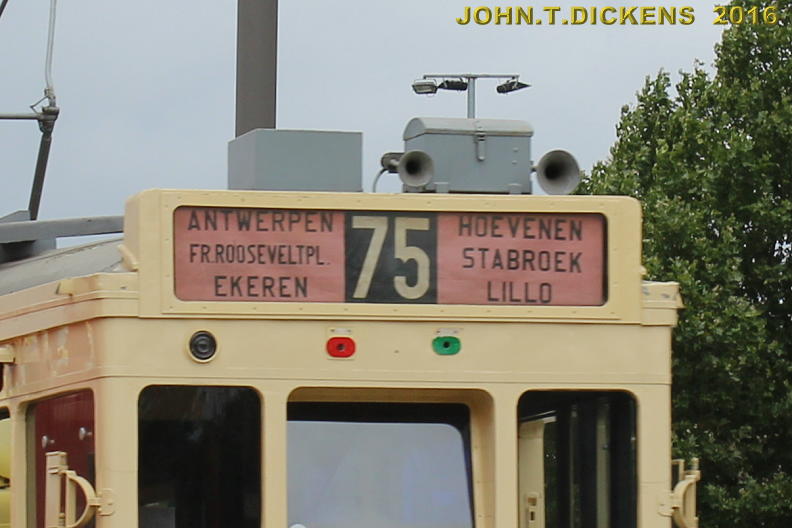 JOHN.T.DICKENS 2016
ANTWERPEN
FR.ROOSEVELTPL.
EKEREN
75
HOEVENEN
STABROEK
LILLO